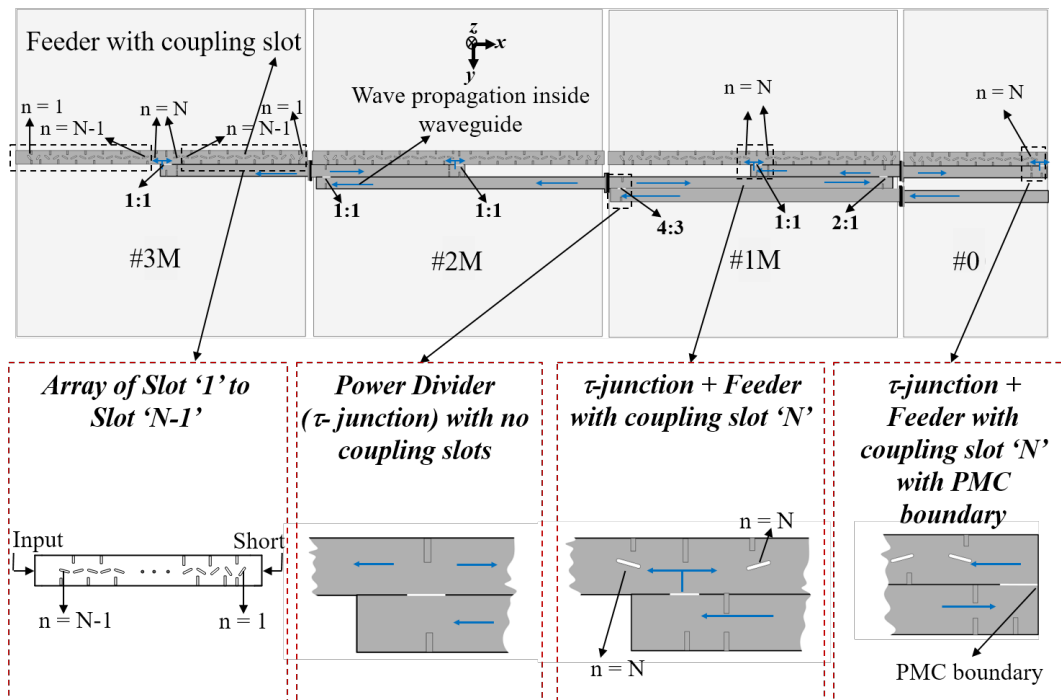 Feeder with coupling slot
z
x
y
Wave propagation inside
waveguide
n = 1
n = N
n = N-1
n = N-1
n = 1
n = N
n = N
1:1
1:1
1:1
4:3
1:1
2:1
#3M
#2M
#1M
#0
Array of Slot ‘1’ to
Slot ‘N-1’
Input
Short
n = N-1
n = 1
Power Divider
(τ- junction) with no
coupling slots
τ-junction + Feeder
with coupling slot ‘N’
n = N
n = N
τ-junction +
Feeder with
coupling slot ‘N’
with PMC
boundary
PMC boundary